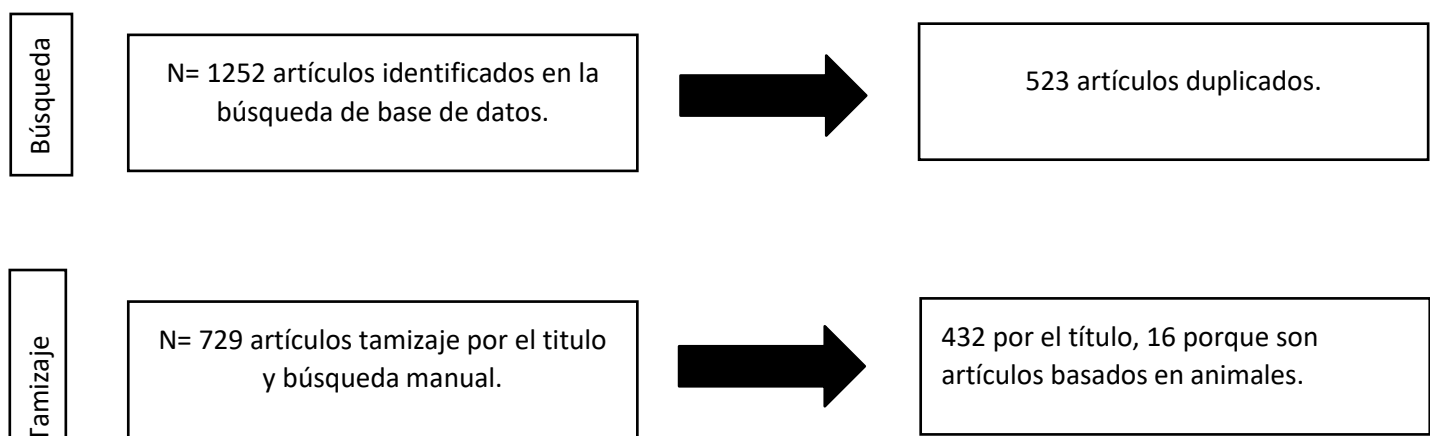 Búsqueda
N= 1252 artículos identificados en la
búsqueda de base de datos.
523 artículos duplicados.
Tamizaje
N= 729 artículos tamizaje por el titulo
y búsqueda manual.
432 por el título, 16 porque son
artículos basados en animales.